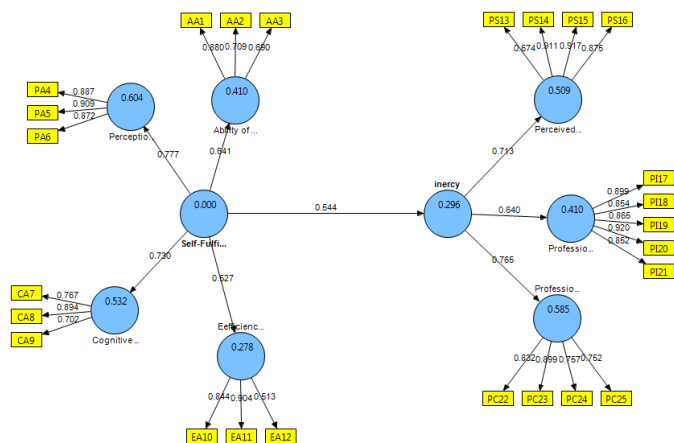 AA1 AA2 AA3
PS13 PS14 PS15 PS16
0.880 0.709 0.690
0.574 0.911 0.917 0.875
PA4 0.887
PA5 0.909
PA6 0.872
0.604
Perceptio...
0.410
Ability of ...
0.509
Perceived...
0.777
0.641
0.713
inercy
0.000
Self-Fulfi...
0.544
0.296
0.640
0.410
Professio...
0.899 PI17
0.854 PI18
0.865 PI19
0.920 PI20
0.852 PI21
0.730
0.527
0.765
CA7 0.767
CA8 0.894
CA9 0.702
0.532
Cognitive ...
Eefficienc...
0.278
Professio...
0.585
0.844 0.904 0.513
0.832 0.899 0.757 0.752
EA10 EA11 EA12
PC22 PC23 PC24 PC25